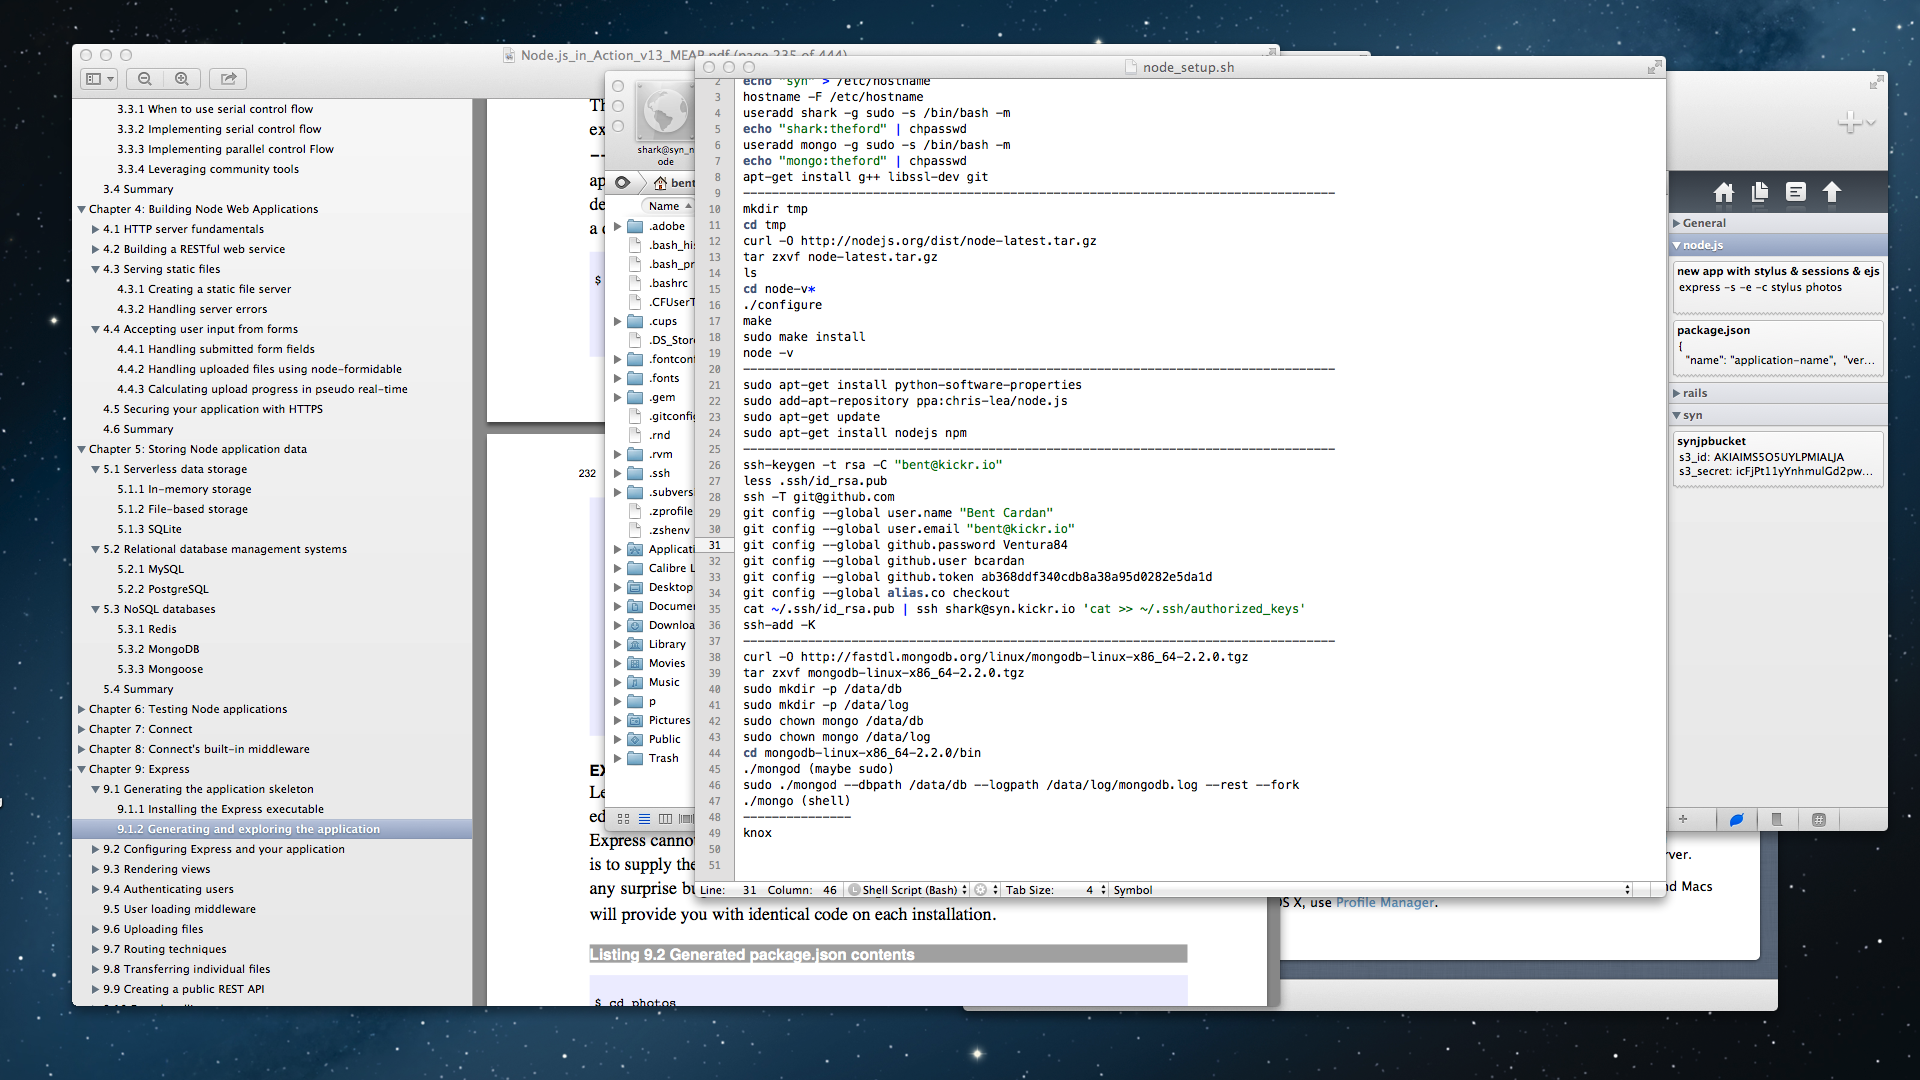 Node.js_in_Action_v13_MEAP.pdf (page 235 of 444)
3.3.1 When to use serial control flow
3.3.2 Implementing serial control flow
3.3.3 Implementing parallel control Flow
3.3.4 Leveraging community tools
3.4 Summary
Chapter 4: Building Node Web Applications
4.1 HTTP server fundamentals
4.2 Building a RESTful web service
4.3 Serving static files
4.3.1 Creating a static file server
4.3.2 Handling server errors
4.4 Accepting user input from forms
4.4.1 Handling submitted form fields
4.4.2 Handling uploaded files using node-formidable
4.4.3 Calculating upload progress in pseudo real-time
4.5 Securing your application with HTTPS
4.6 Summary
Chapter 5: Storing Node application data
5.1 Serverless data storage
5.1.1 In-memory storage
5.1.2 File-based storage
5.1.3 SQLite
5.2 Relational database management systems
5.2.1 MySQL
5.2.2 PostgreSQL
5.3 NoSQL databases
5.3.1 Redis
5.3.2 MongoDB
5.3.3 Mongoose
5.4 Summary
Chapter 6: Testing Node applications
Chapter 7: Connect
Chapter 8: Connect's built-in middleware
Chapter 9: Express
9.1 Generating the application skeleton
9.1.1 Installing the Express executable
9.1.2 Generating and exploring the application
9.2 Configuring Express and your application
9.3 Rendering views
9.4 Authenticating users
9.5 User loading middleware
9.6 Uploading files
9.7 Routing techniques
9.8 Transferring individual files
9.9 Creating a public REST API
Th
ex
--
ap
de
a c
$
232
EX
Le
ed
Express canno
is to supply the
any surprise bu
will provide you with identical code on each installation.
Listing 9.2 Generated package.json contents
$ cd photos
shark@syn_n
ode
bent
Name
.adobe
.bash_his
.bash_pr
.bashrc
.CFUserT
.cups
.DS_Stor
.fontconf
.fonts
.gem
.gitconfig
.rnd
.rvm
.ssh
.subvers
.zprofile
.zshenv
Applicati
Calibre L
Desktop
Docume
Downloa
Library
Movies
Music
p
Pictures
Public
Trash
node_setup.sh
2 echo "syn" > /etc/hostname
3 hostname -F /etc/hostname
4 useradd shark -g sudo -s /bin/bash -m
5 echo "shark:theford" | chpasswd
6 useradd mongo -g sudo -s /bin/bash -m
7 echo "mongo:theford" | chpasswd
8 apt-get install g++ libssl-dev git
9 ----------------------------------------------------------------------------------
10 mkdir tmp
11 cd tmp
12 curl -O http://nodejs.org/dist/node-latest.tar.gz
13 tar zxvf node-latest.tar.gz
14 ls
15 cd node-v*
16 ./configure
17 make
18 sudo make install
19 node -v
20 ----------------------------------------------------------------------------------
21 sudo apt-get install python-software-properties
22 sudo add-apt-repository ppa:chris-lea/node.js
23 sudo apt-get update
24 sudo apt-get install nodejs npm
25 ----------------------------------------------------------------------------------
26 ssh-keygen -t rsa -C "bent@kickr.io"
27 less .ssh/id_rsa.pub
28 ssh -T git@github.com
29 git config --global user.name "Bent Cardan"
30 git config --global user.email "bent@kickr.io"
31 git config --global github.password Ventura84
32 git config --global github.user bcardan
33 git config --global github.token ab368ddf340cdb8a38a95d0282e5da1d
34 git config --global alias.co checkout
35 cat ~/.ssh/id_rsa.pub | ssh shark@syn.kickr.io 'cat >> ~/.ssh/authorized_keys'
36 ssh-add -K
37 ----------------------------------------------------------------------------------
38 curl -O http://fastdl.mongodb.org/linux/mongodb-linux-x86_64-2.2.0.tgz
39 tar zxvf mongodb-linux-x86_64-2.2.0.tgz
40 sudo mkdir -p /data/db
41 sudo mkdir -p /data/log
42 sudo chown mongo /data/db
43 sudo chown mongo /data/log
44 cd mongodb-linux-x86_64-2.2.0/bin
45 ./mongod (maybe sudo)
46 sudo ./mongod --dbpath /data/db --logpath /data/log/mongodb.log --rest --fork
47 ./mongo (shell)
48 ---------------
49 knox
50
51
Line: 31 Column: 46 Shell Script (Bash) Tab Size: 4 Symbol
General
node.js
new app with stylus & sessions & ejs
express -s -e -c stylus photos
package.json
{
"name": "application-name", "ver...
rails
syn
synjpbucket
s3_id: AKIAIMS5O5UYLPMIALJA
s3_secret: icFjPt11yYnhmulGd2pw...
ver.
nd Macs
OS X, use Profile Manager.